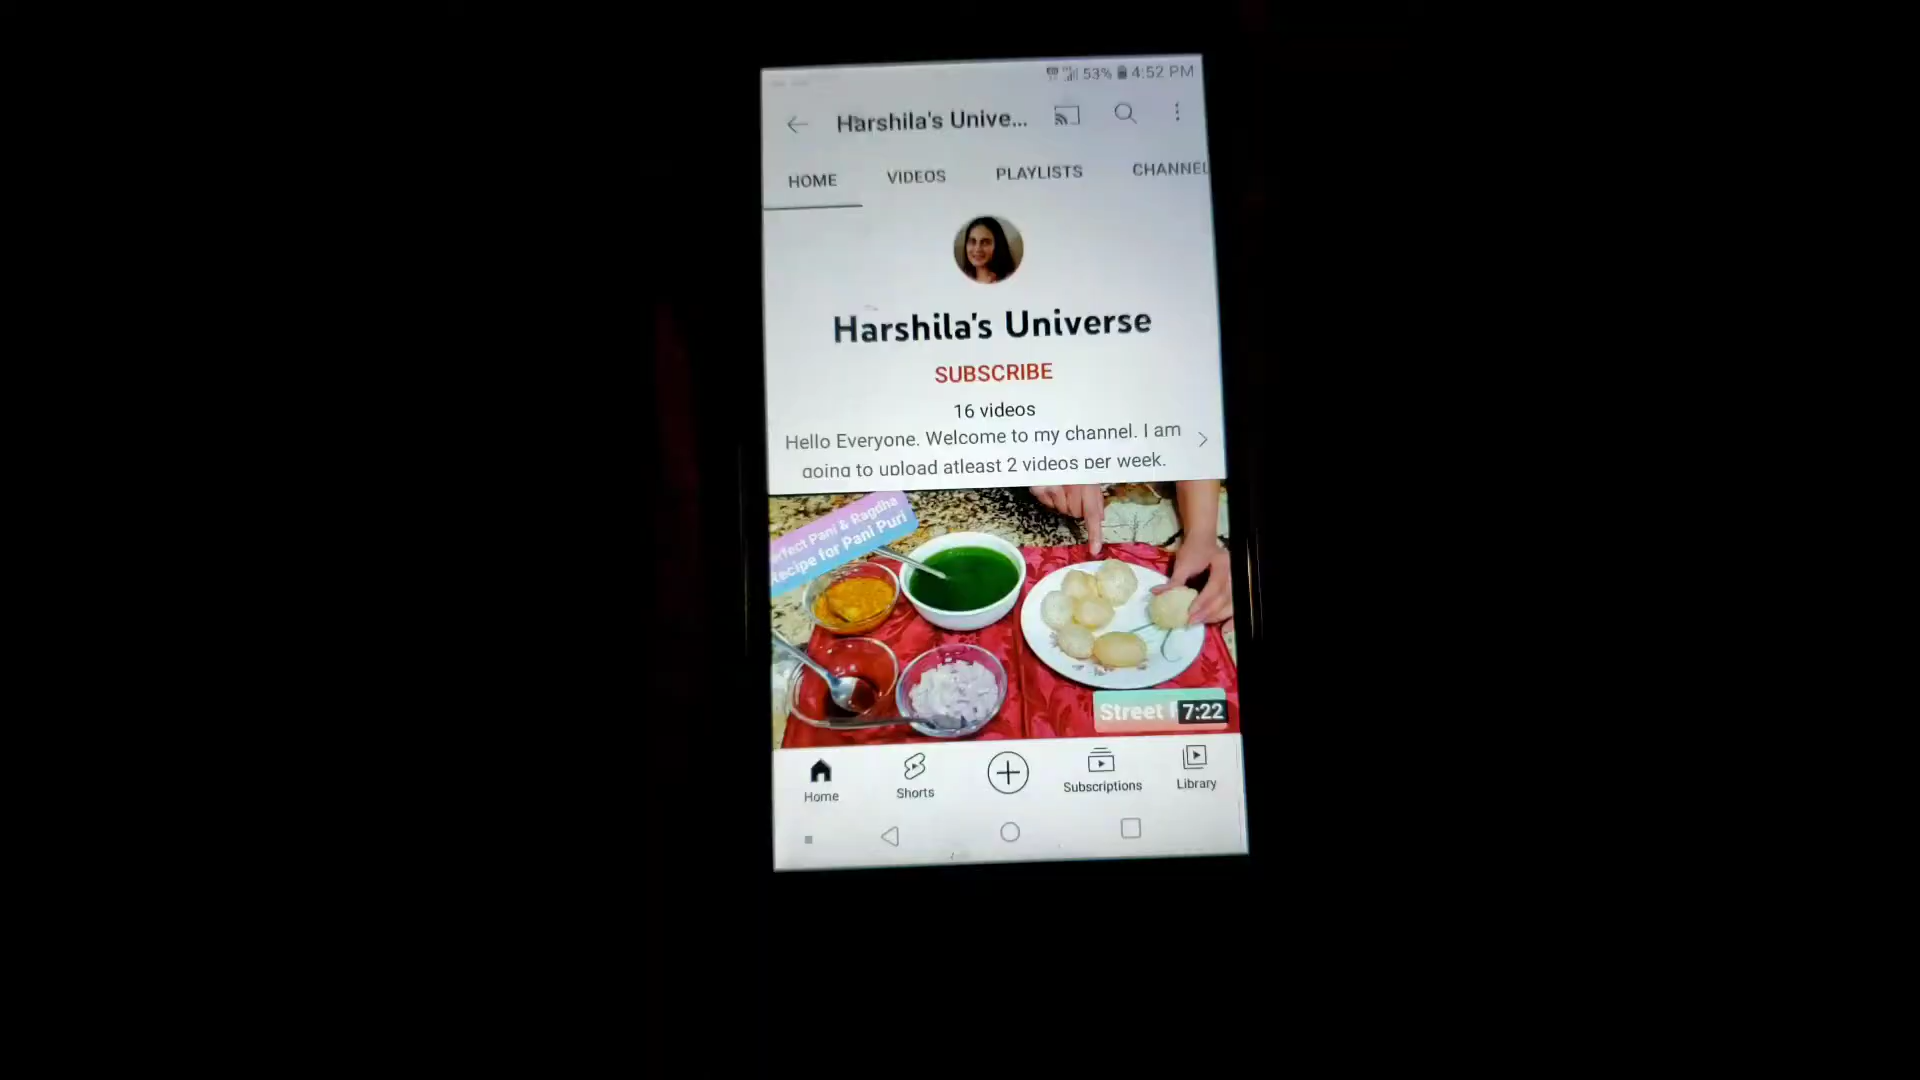 53% 4:52 PM
Harshila's Unive...
HOME VIDEOS PLAYLISTS CHANNEL
Harshila's Universe
SUBSCRIBE
16 videos
Hello Everyone. Welcome to my channel. I am
going to upload atleast 2 videos per week.
Pani & Ragdha
Recipe for Pani Puri
Street
7:22
Home Shorts Subscriptions Library